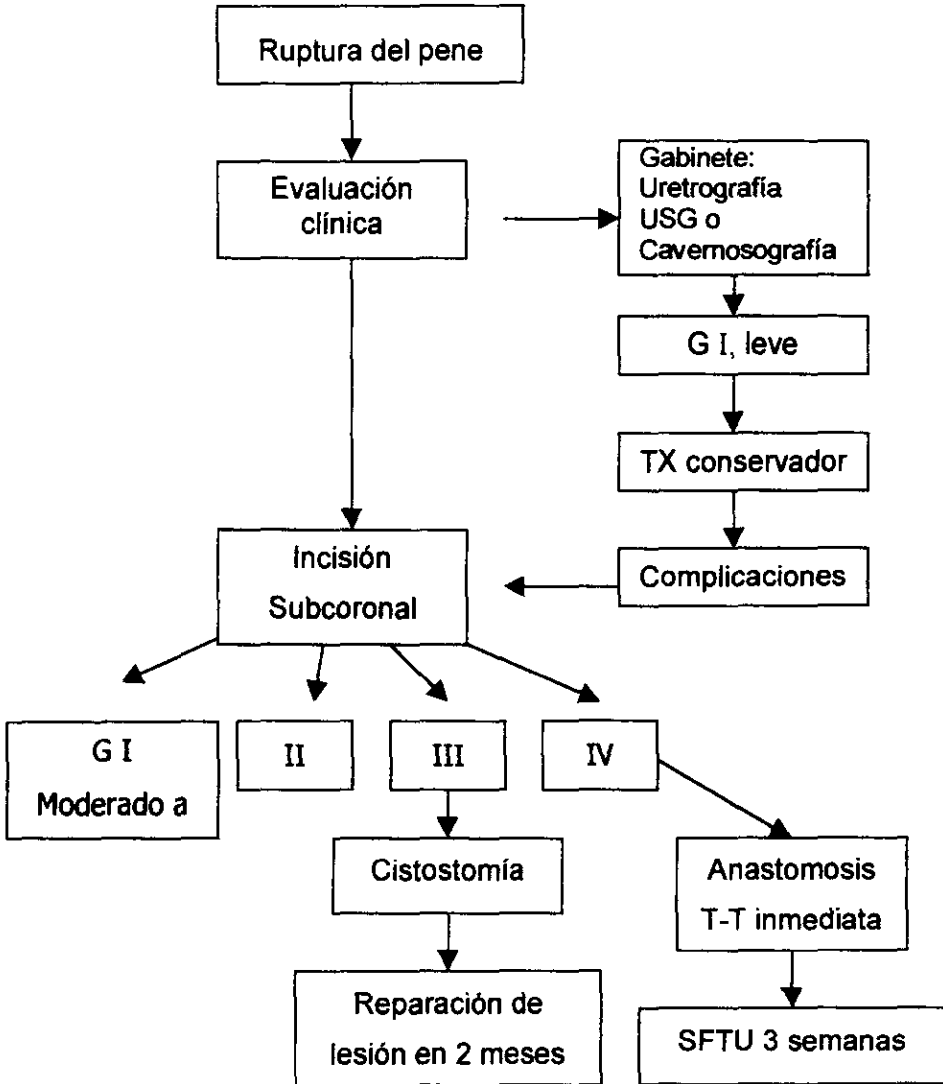 Ruptura del pene
Evaluación
clínica
Gabinete:
Uretrografía
USG o
Cavernosografía
G I, leve
TX conservador
Complicaciones
Incisión
Subcoronal
G I
Moderado a
II
III
IV
Cistostomía
Anastomosis
T-T inmediata
Reparación de
lesión en 2 meses
SFTU 3 semanas